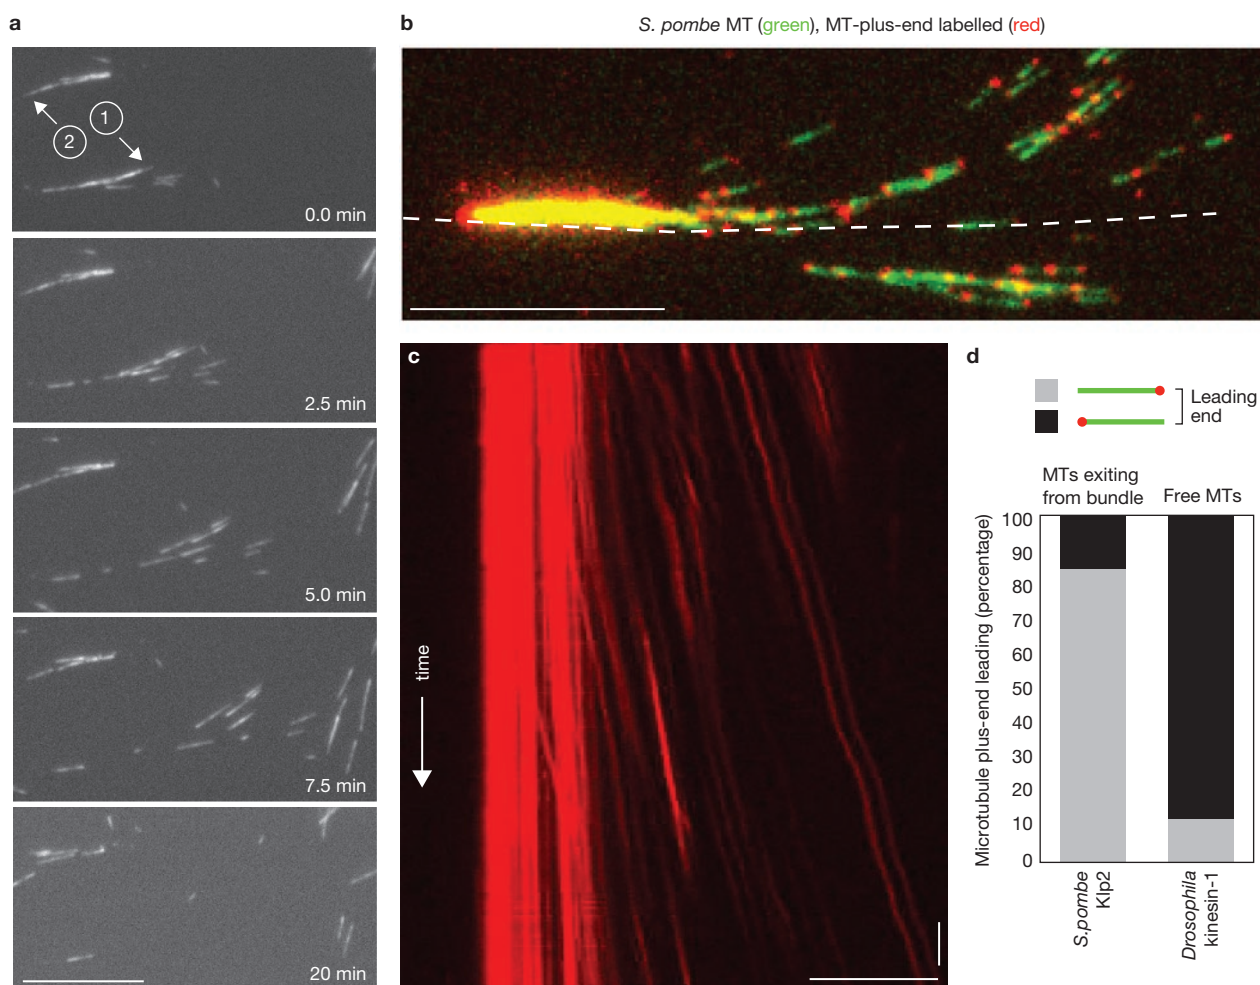 a
2
1
0.0 min
2.5 min
5.0 min
7.5 min
20 min
b
S. pombe MT (green), MT-plus-end labelled (red)
c
time
d
Leading
end
MTs exiting
from bundle
Free MTs
Microtubule plus-end leading (percentage)
100
90
80
70
60
50
40
30
20
10
0
S.pombe
Klp2
Drosophila
kinesin-1